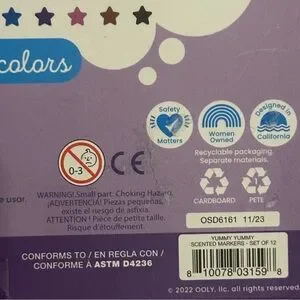 colors
Safety
Matters
Women
Owned
Designed in
California
Recyclable packaging.
Separate materials.
0-3
CE
WARNING! Small part. Choking Hazard.
¡ADVERTENCIA! Piezas pequeñas,
existe el riesgo de asfixia.
ATTENTION ! Pièce de petite taille.
Risque d'étouffement.
CARDBOARD
PETE
OSD6161 11/23
CONFORMS TO / EN REGLA CON /
CONFORME À ASTM D4236
YUMMY YUMMY
SCENTED MARKERS - SET OF 12
8 10078 03159 8
© 2022 OOLY, LLC. all rights